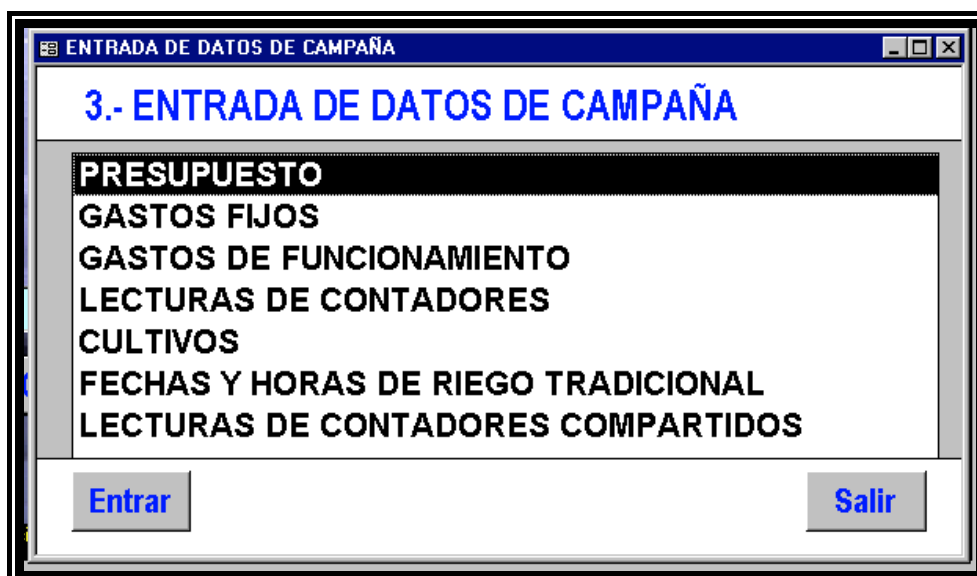 ENTRADA DE DATOS DE CAMPAÑA
3.- ENTRADA DE DATOS DE CAMPAÑA
PRESUPUESTO
GASTOS FIJOS
GASTOS DE FUNCIONAMIENTO
LECTURAS DE CONTADORES
CULTIVOS
FECHAS Y HORAS DE RIEGO TRADICIONAL
LECTURAS DE CONTADORES COMPARTIDOS
Entrar
Salir